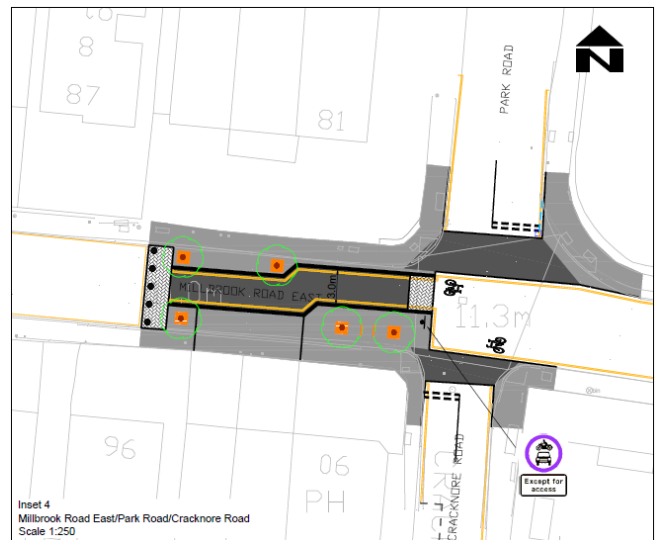 8
87
81
PARK ROAD
N
MILLBROOK ROAD EAST
3.0m
11.3m
96
90
PH
CRACKNORE ROAD
Except for
access
Inset 4
Millbrook Road East/Park Road/Cracknore Road
Scale 1:250